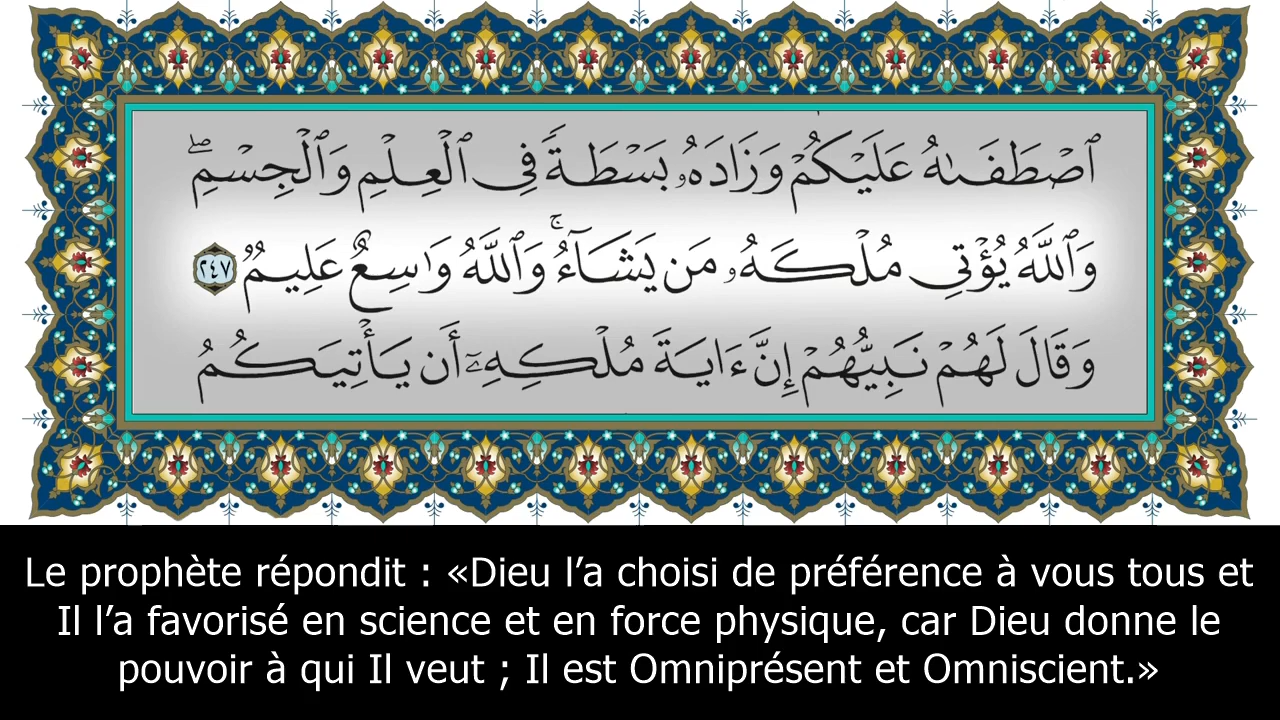 ٱصْطَفَىٰهُ عَلَيْكُمْ وَزَادَهُۥ بَسْطَةً فِى ٱلْعِلْمِ وَٱلْجِسْمِ ۖ
وَٱللَّهُ يُؤْتِى مُلْكَهُۥ مَن يَشَآءُ ۚ وَٱللَّهُ وَٰسِعٌ عَلِيمٌ ٢٤٧
وَقَالَ لَهُمْ نَبِيُّهُمْ إِنَّ ءَايَةَ مُلْكِهِۦٓ أَن يَأْتِيَكُمُ
Le prophète répondit : «Dieu l’a choisi de préférence à vous tous et
Il l’a favorisé en science et en force physique, car Dieu donne le
pouvoir à qui Il veut ; Il est Omniprésent et Omniscient.»